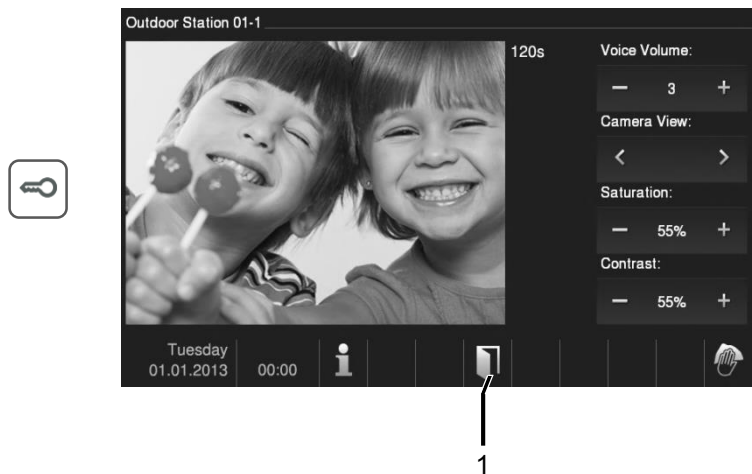 Outdoor Station 01-1
120s
Voice Volume:
− 3 +
Camera View:
< >
Saturation:
− 55% +
Contrast:
− 55% +
Tuesday
01.01.2013
00:00
1